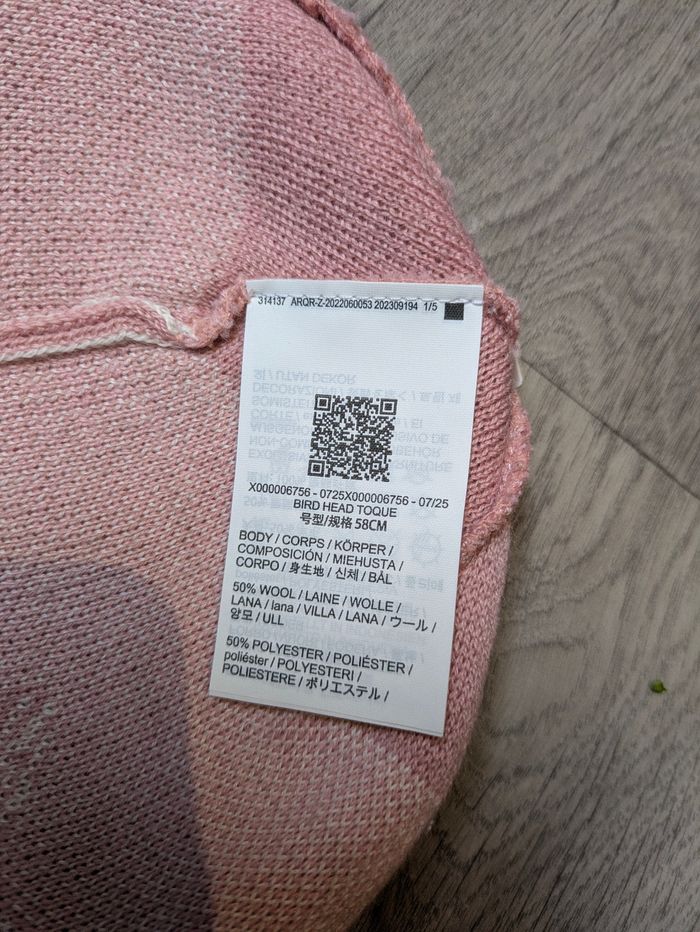 314137 ARQR-Z-2022060053 202309194 1/5
X000006756 - 0725X000006756 - 07/25
BIRD HEAD TOQUE
号型/规格 58CM
BODY / CORPS / KÖRPER /
COMPOSICIÓN / MIEHUSTA /
CORPO / 身生地 / 신체 / BÅL
50% WOOL / LAINE / WOLLE /
LANA / lana / VILLA / LANA / ウール /
양모 / ULL
50% POLYESTER / POLIÉSTER /
poliéster / POLYESTERI /
POLIESTERE / ポリエステル /